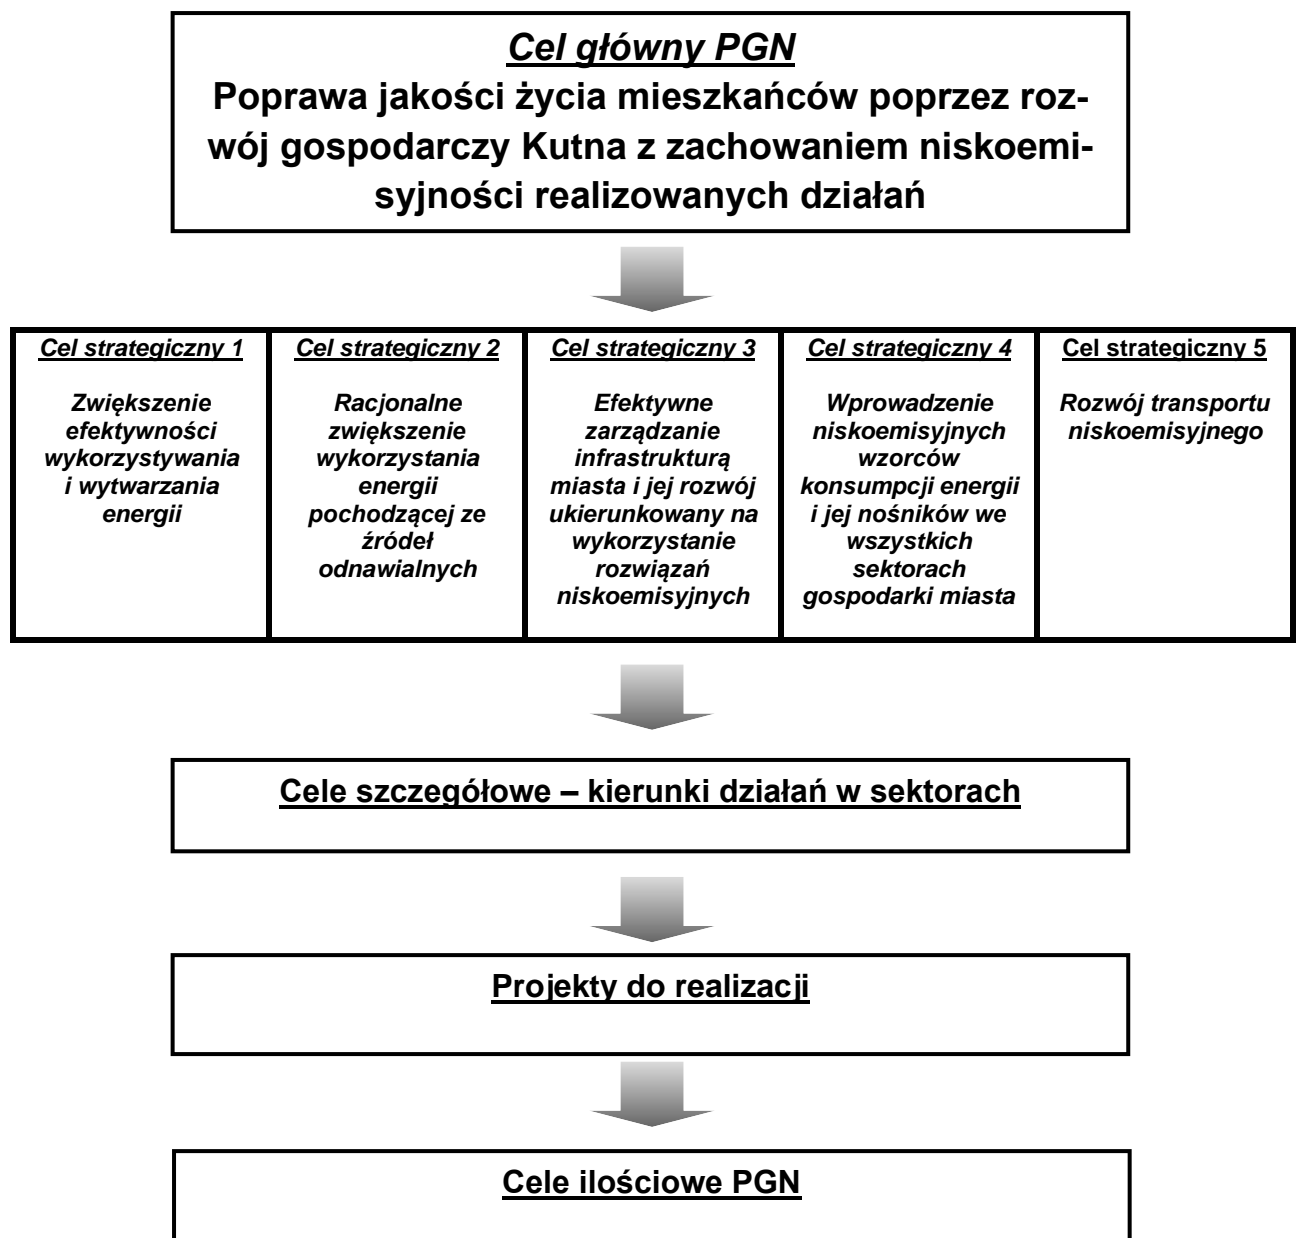 Cel główny PGN
Poprawa jakości życia mieszkańców poprzez roz-
wój gospodarczy Kutna z zachowaniem niskoemi-
syjności realizowanych działań
Cel strategiczny 1
Zwiększenie
efektywności
wykorzystywania
i wytwarzania
energii
Cel strategiczny 2
Racjonalne
zwiększenie
wykorzystania
energii
pochodzącej ze
źródeł
odnawialnych
Cel strategiczny 3
Efektywne
zarządzanie
infrastrukturą
miasta i jej rozwój
ukierunkowany na
wykorzystanie
rozwiązań
niskoemisyjnych
Cel strategiczny 4
Wprowadzenie
niskoemisyjnych
wzorców
konsumpcji energii
i jej nośników we
wszystkich
sektorach
gospodarki miasta
Cel strategiczny 5
Rozwój transportu
niskoemisyjnego
Cele szczegółowe – kierunki działań w sektorach
Projekty do realizacji
Cele ilościowe PGN